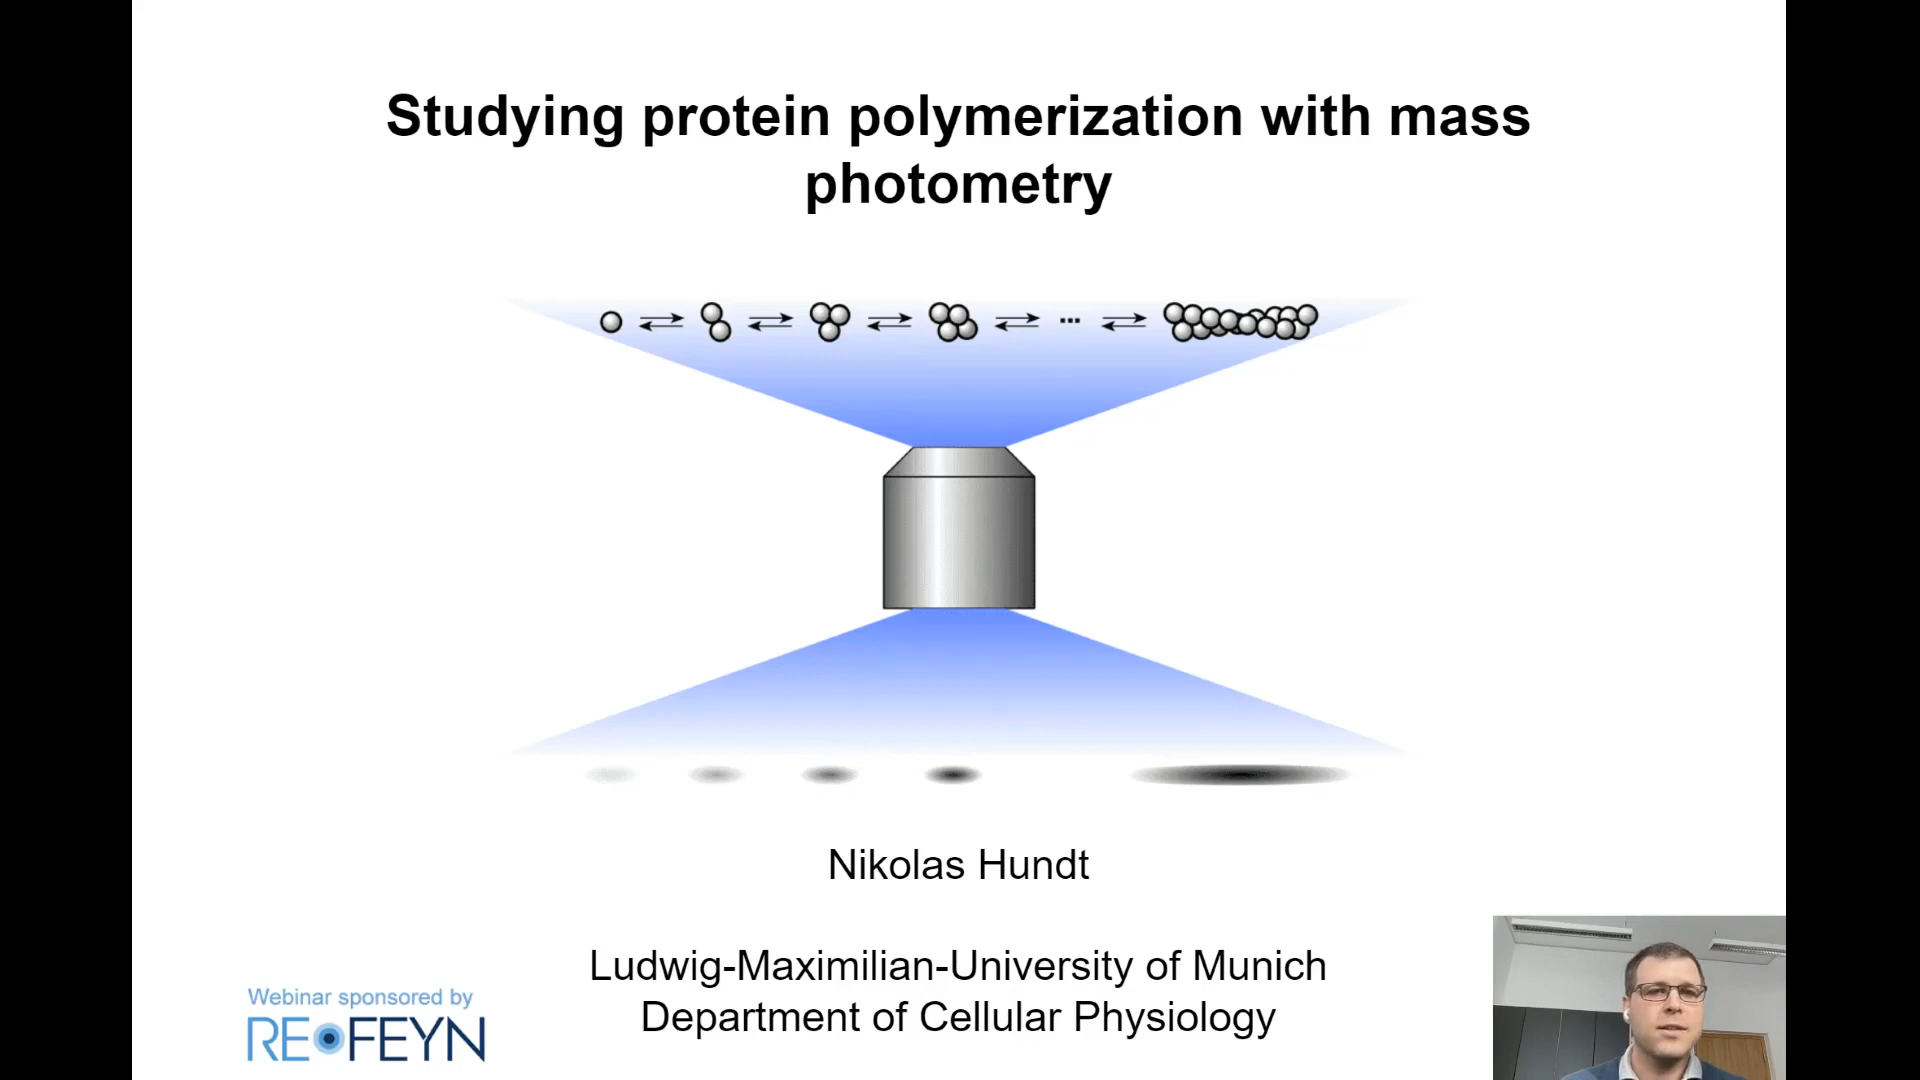 Studying protein polymerization with mass
photometry
...
Nikolas Hundt
Ludwig-Maximilian-University of Munich
Department of Cellular Physiology
Webinar sponsored by
REFEYN